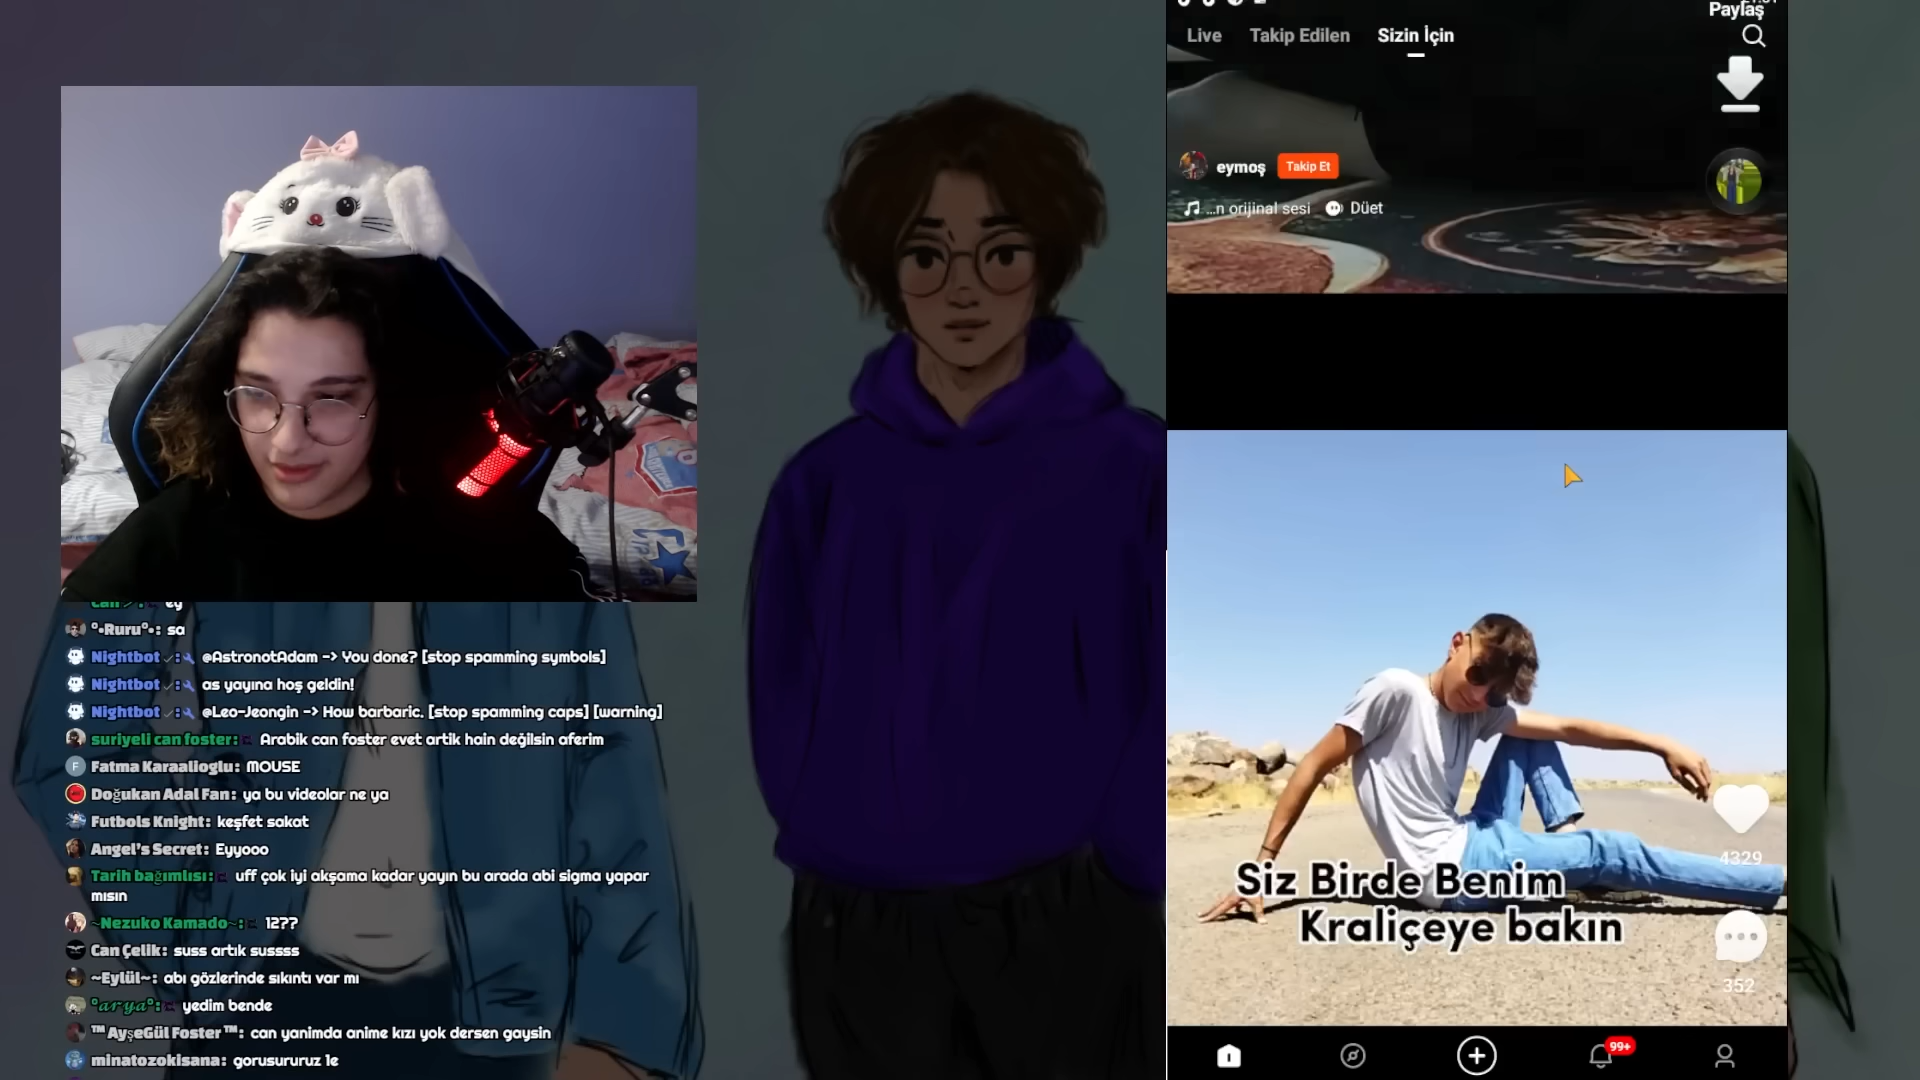 Paylaş
Live Takip Edilen Sizin İçin
eymoş Takip Et
...n orijinal sesi Düet
ey
°•Ruru°•: sa
Nightbot: @AstronotAdam -> You done? [stop spamming symbols]
Nightbot: as yayına hoş geldin!
Nightbot: @Leo-Jeongin -> How barbaric. [stop spamming caps] [warning]
suriyeli can foster: Arabik can foster evet artik hain değilsin aferim
F Fatma Karaalioglu: MOUSE
Doğukan Adal Fan: ya bu videolar ne ya
Futbols Knight: keşfet sakat
Angel's Secret: Eyyooo
Tarih bağımlısı: uff çok iyi akşama kadar yayın bu arada abi sigma yapar
mısın
~Nezuko Kamado~: 12??
Can Çelik: suss artık sussss
~Eylül~: abı gözlerinde sıkıntı var mı
°arya°: yedim bende
™AyşeGül Foster™: can yanimda anime kızı yok dersen gaysin
minatozokisana: gorusururuz 1e
Siz Birde Benim
Kraliçeye bakın
4329
352
99+